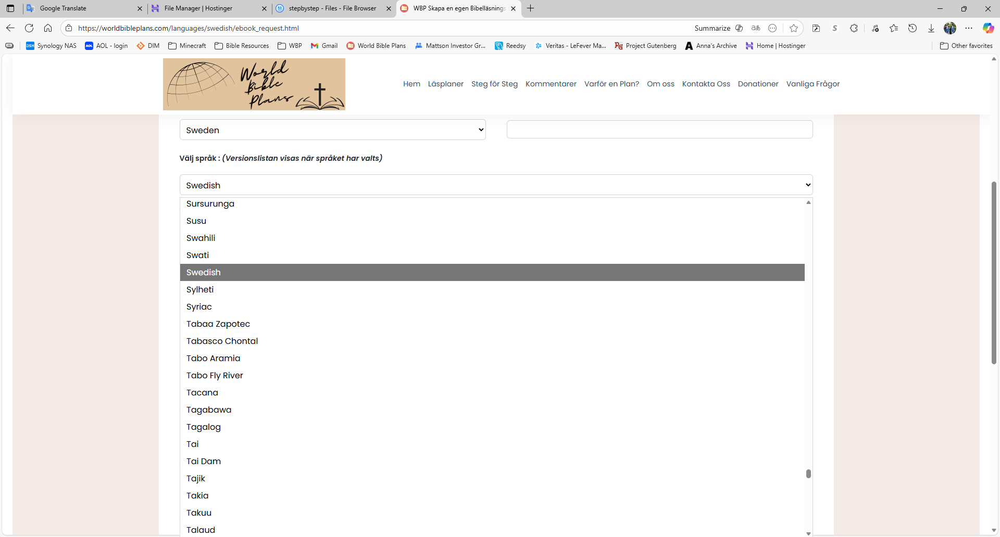 Google Translate
File Manager | Hostinger
stepbystep - Files - File Browser
WBP Skapa en egen Bibelläsnings
https://worldbibleplans.com/languages/swedish/ebook_request.html
Summarize
Synology NAS
AOL - login
DIM
Minecraft
Bible Resources
WBP
Gmail
World Bible Plans
Mattson Investor Gr...
Reedsy
Veritas - LeFever Ma...
Project Gutenberg
Anna's Archive
Home | Hostinger
Other favorites
World
Bible
Plans
Hem
Läsplaner
Steg för Steg
Kommentarer
Varför en Plan?
Om oss
Kontakta Oss
Donationer
Vanliga Frågor
Sweden
Välj språk : (Versionslistan visas när språket har valts)
Swedish
Sursurunga
Susu
Swahili
Swati
Swedish
Sylheti
Syriac
Tabaa Zapotec
Tabasco Chontal
Tabo Aramia
Tabo Fly River
Tacana
Tagabawa
Tagalog
Tai
Tai Dam
Tajik
Takia
Takuu
Talaud